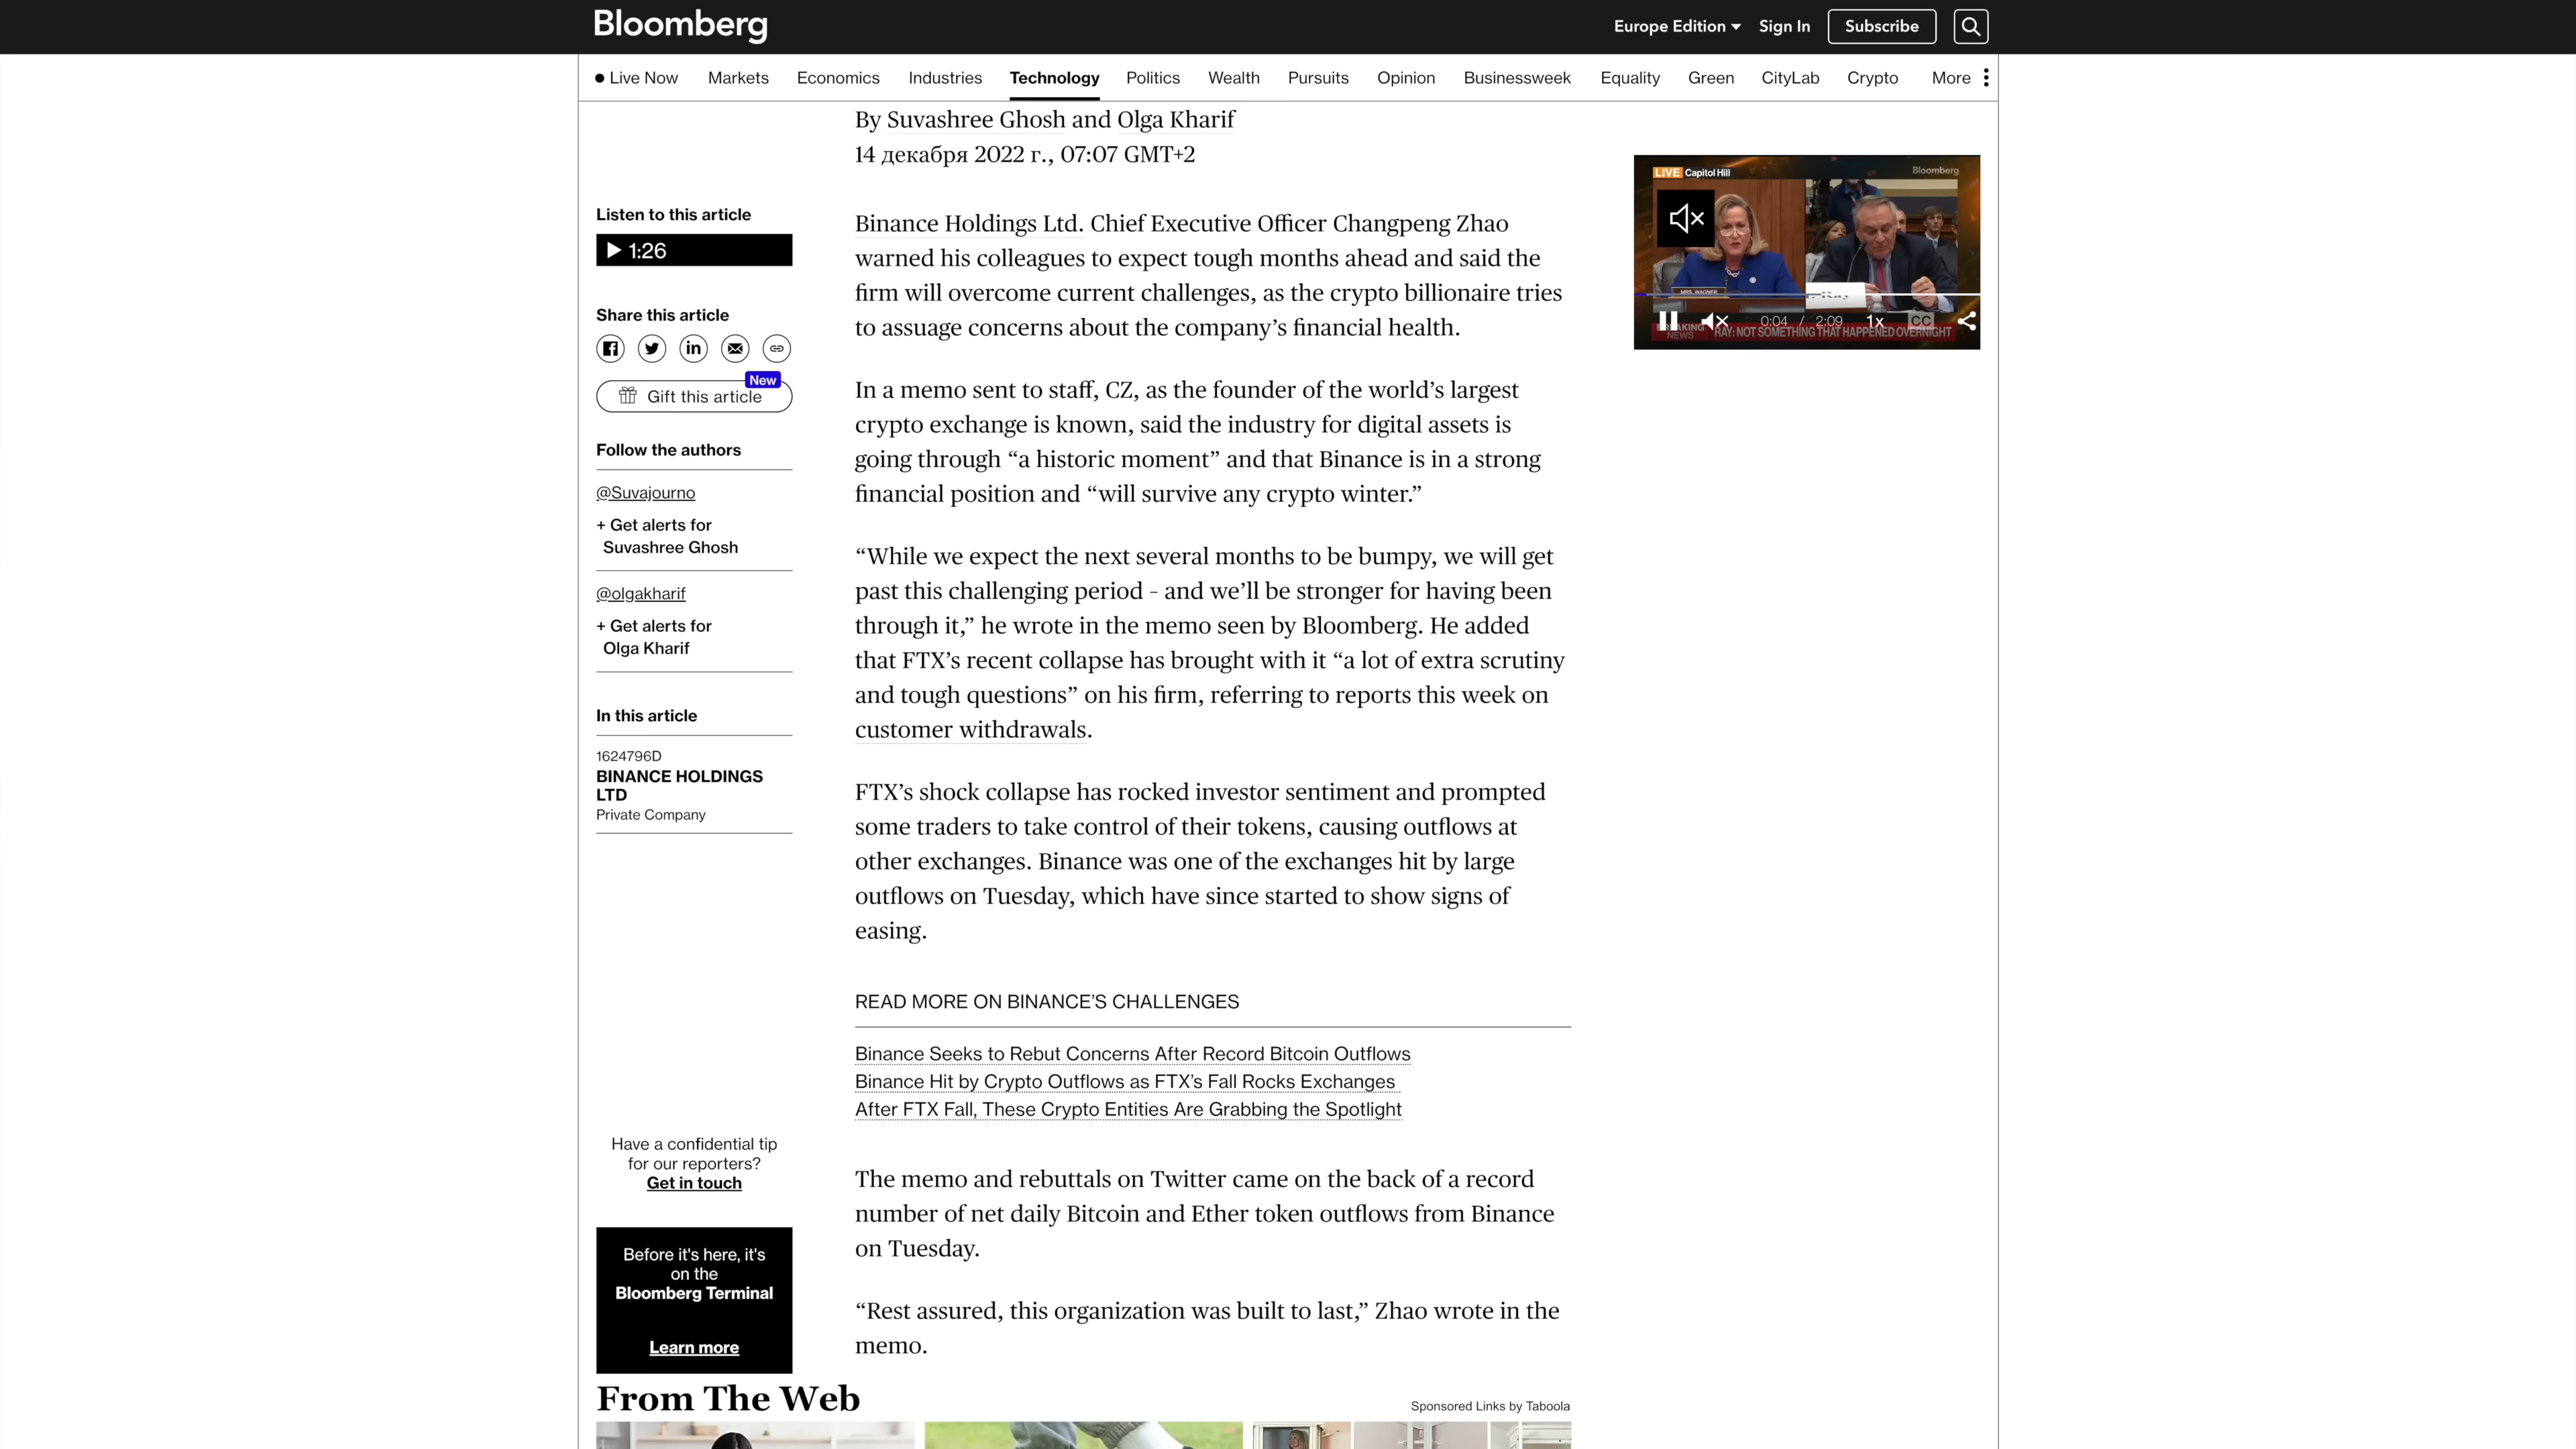 Bloomberg
Europe Edition Sign In Subscribe
Live Now Markets Economics Industries Technology Politics Wealth Pursuits Opinion Businessweek Equality Green CityLab Crypto More
By Suvashree Ghosh and Olga Kharif
14 декабря 2022 г., 07:07 GMT+2
Listen to this article
1:26
Share this article
New
Gift this article
Follow the authors
@Suvajourno
+ Get alerts for
Suvashree Ghosh
@olgakharif
+ Get alerts for
Olga Kharif
In this article
1624796D
BINANCE HOLDINGS
LTD
Private Company
Have a confidential tip
for our reporters?
Get in touch
Before it's here, it's
on the
Bloomberg Terminal
Learn more
Binance Holdings Ltd. Chief Executive Officer Changpeng Zhao
warned his colleagues to expect tough months ahead and said the
firm will overcome current challenges, as the crypto billionaire tries
to assuage concerns about the company’s financial health.
In a memo sent to staff, CZ, as the founder of the world’s largest
crypto exchange is known, said the industry for digital assets is
going through “a historic moment” and that Binance is in a strong
financial position and “will survive any crypto winter.”
“While we expect the next several months to be bumpy, we will get
past this challenging period – and we’ll be stronger for having been
through it,” he wrote in the memo seen by Bloomberg. He added
that FTX’s recent collapse has brought with it “a lot of extra scrutiny
and tough questions” on his firm, referring to reports this week on
customer withdrawals.
FTX’s shock collapse has rocked investor sentiment and prompted
some traders to take control of their tokens, causing outflows at
other exchanges. Binance was one of the exchanges hit by large
outflows on Tuesday, which have since started to show signs of
easing.
READ MORE ON BINANCE’S CHALLENGES
Binance Seeks to Rebut Concerns After Record Bitcoin Outflows
Binance Hit by Crypto Outflows as FTX’s Fall Rocks Exchanges
After FTX Fall, These Crypto Entities Are Grabbing the Spotlight
The memo and rebuttals on Twitter came on the back of a record
number of net daily Bitcoin and Ether token outflows from Binance
on Tuesday.
“Rest assured, this organization was built to last,” Zhao wrote in the
memo.
LIVE Capitol Hill
Bloomberg
MRS. WAGNER
0:04 / 2:09 1x CC
NEWS RAY: NOT SOMETHING THAT HAPPENED OVERNIGHT
From The Web
Sponsored Links by Taboola